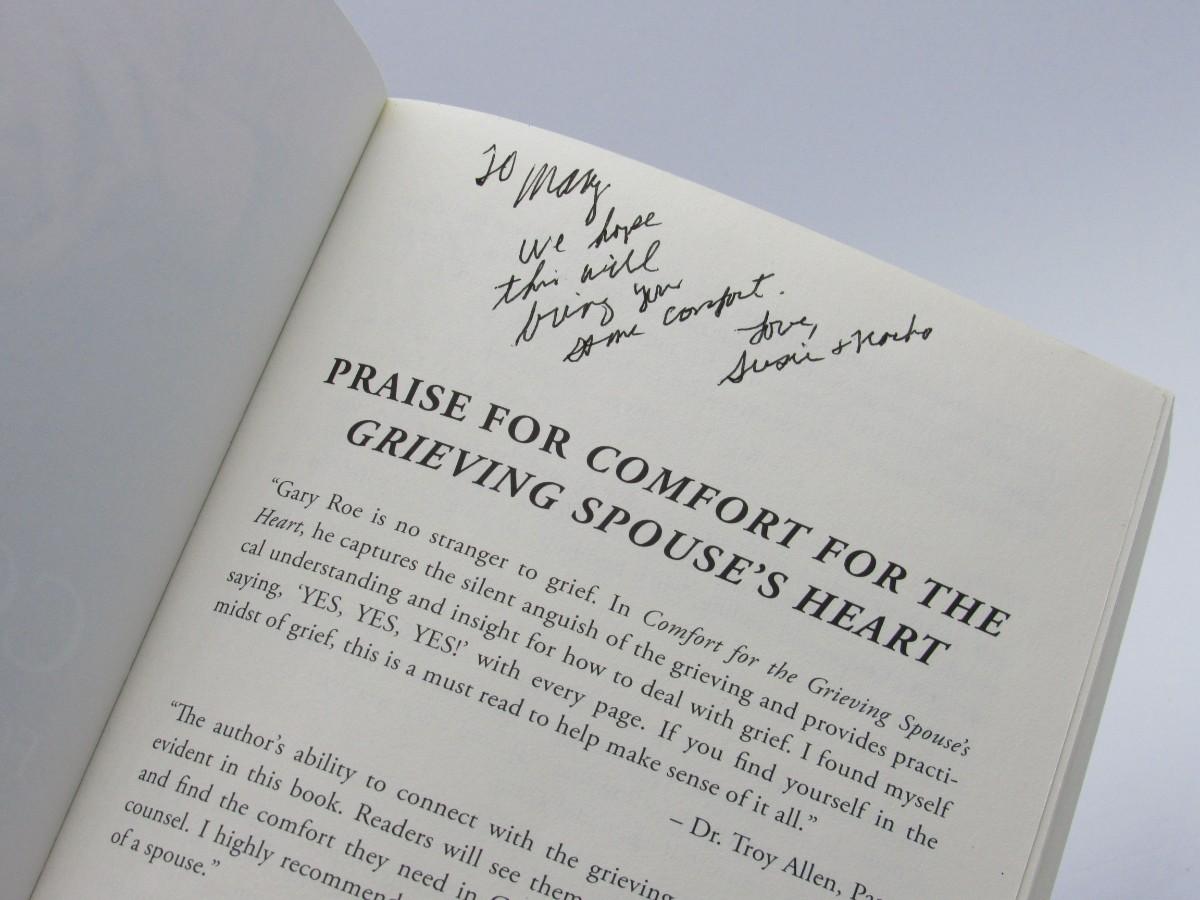 To Mary
We hope
this will
bring you
some comfort.
Love,
Susie &
PRAISE FOR COMFORT FOR THE
GRIEVING SPOUSE'S HEART
“Gary Roe is no stranger to grief. In Comfort for the Grieving Spouse's
Heart, he captures the silent anguish of the grieving and provides practi-
cal understanding and insight for how to deal with grief. I found myself
saying, ‘YES, YES, YES!’ with every page. If you find yourself in the
midst of grief, this is a must read to help make sense of it all.”
– Dr. Troy Allen,
“The author's ability to connect with the grieving
evident in this book. Readers will see
and find the comfort they need in
counsel. I highly recommend
of a spouse.”